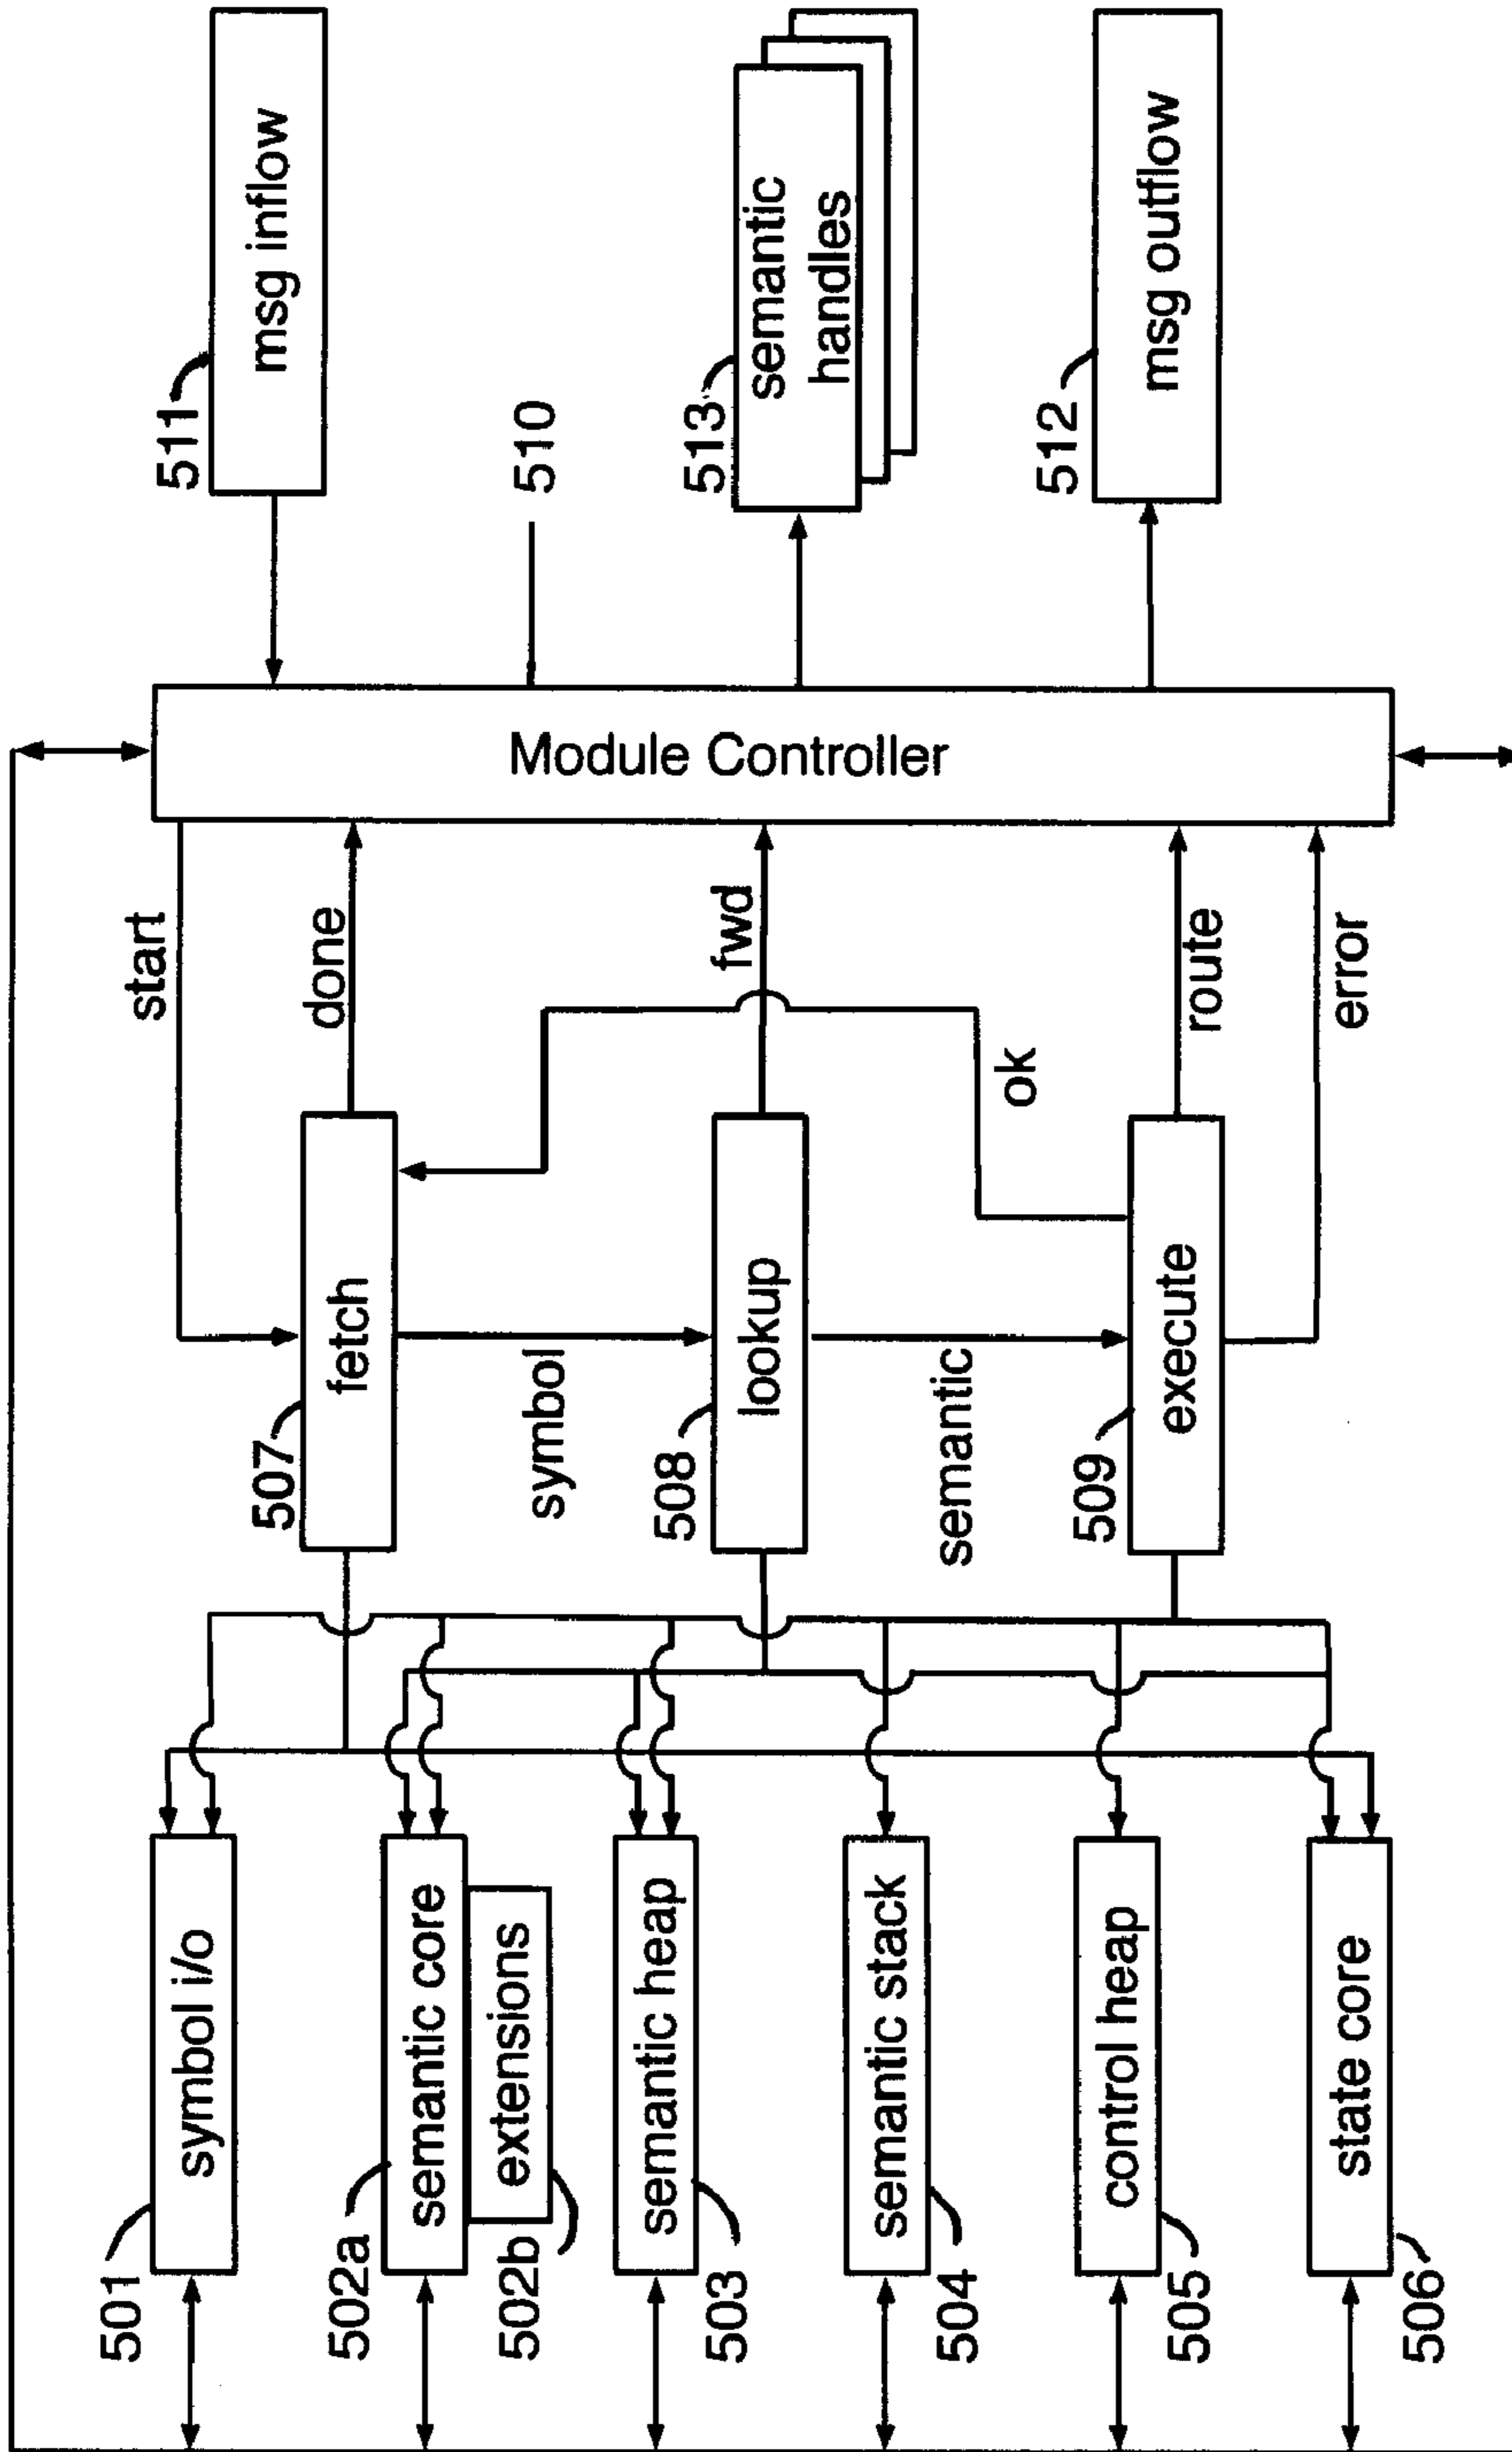 511
msg inflow
510
513
semantic
handles
512
msg outflow
Module Controller
start
done
fwd
route
error
ok
507
fetch
symbol
508
lookup
semantic
509
execute
501
symbol i/o
502a
semantic core
502b
extensions
503
semantic heap
504
semantic stack
505
control heap
506
state core